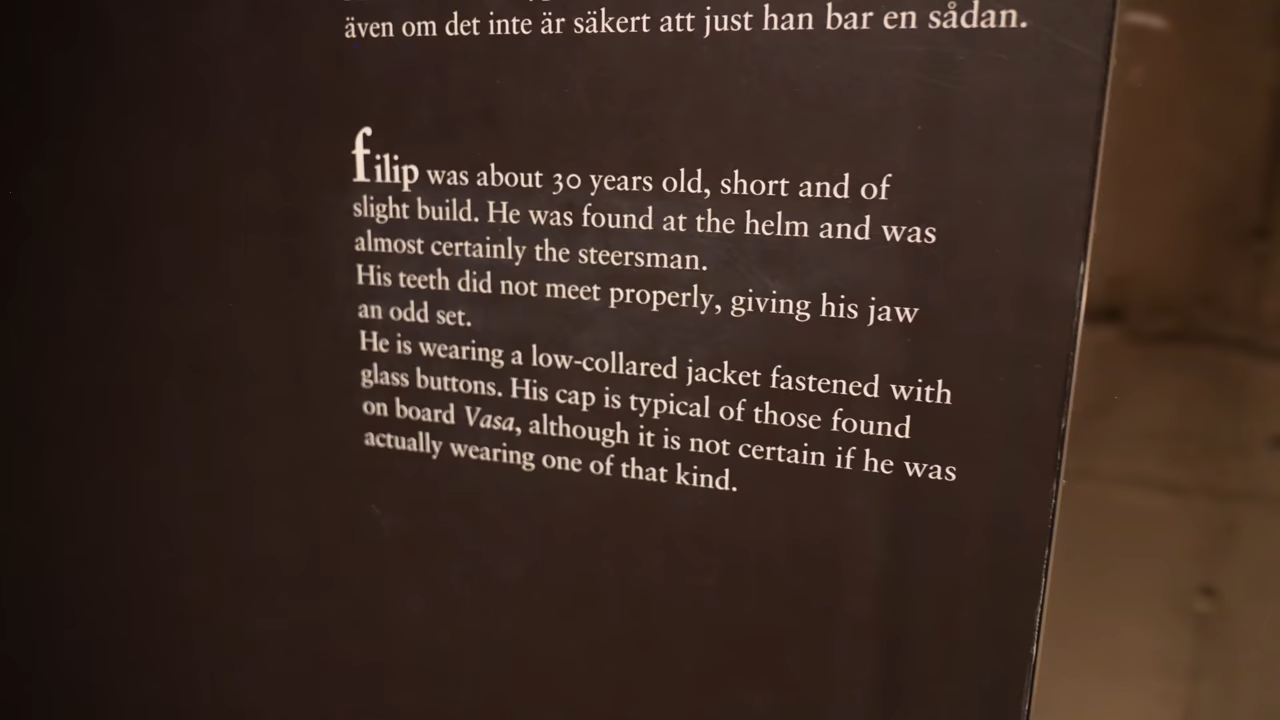 även om det inte är säkert att just han bar en sådan.
filip was about 30 years old, short and of
slight build. He was found at the helm and was
almost certainly the steersman.
His teeth did not meet properly, giving his jaw
an odd set.
He is wearing a low-collared jacket fastened with
glass buttons. His cap is typical of those found
on board Vasa, although it is not certain if he was
actually wearing one of that kind.